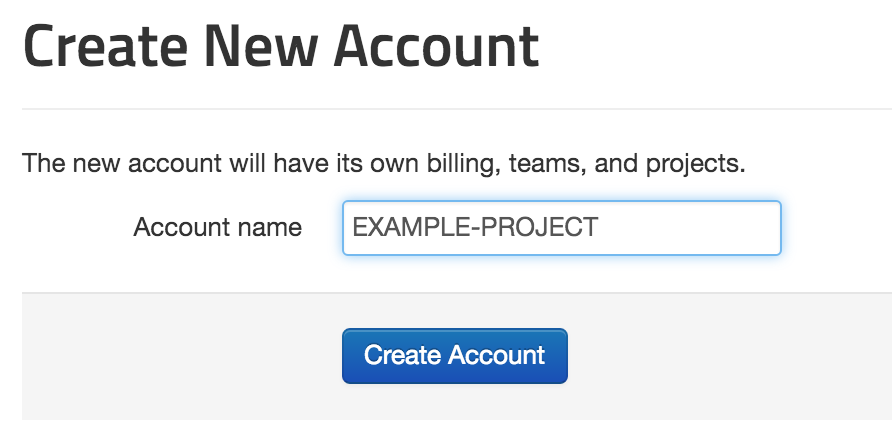 Create New Account
The new account will have its own billing, teams, and projects.
Account name EXAMPLE-PROJECT
Create Account